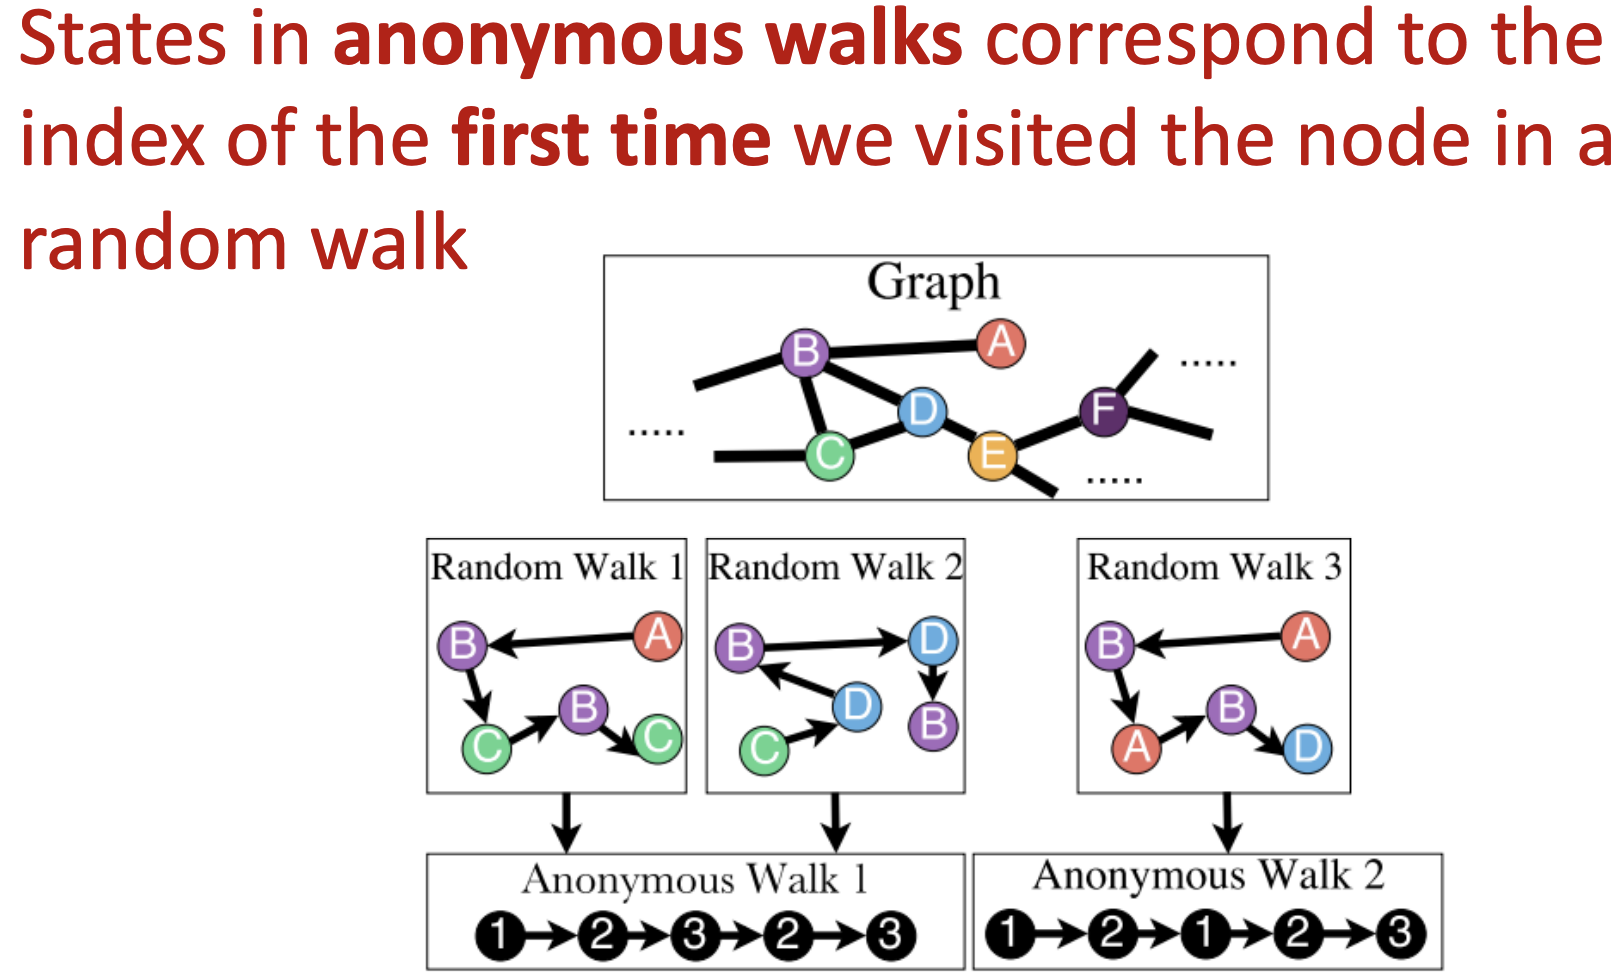 States in anonymous walks correspond to the
index of the first time we visited the node in a
random walk
Graph
B
A
.....
D
F
.....
C
E
.....
Random Walk 1
B
A
B
C
C
Random Walk 2
B
D
D
B
C
Random Walk 3
B
A
B
A
D
Anonymous Walk 1
1 2 3 2 3
Anonymous Walk 2
1 2 1 2 3